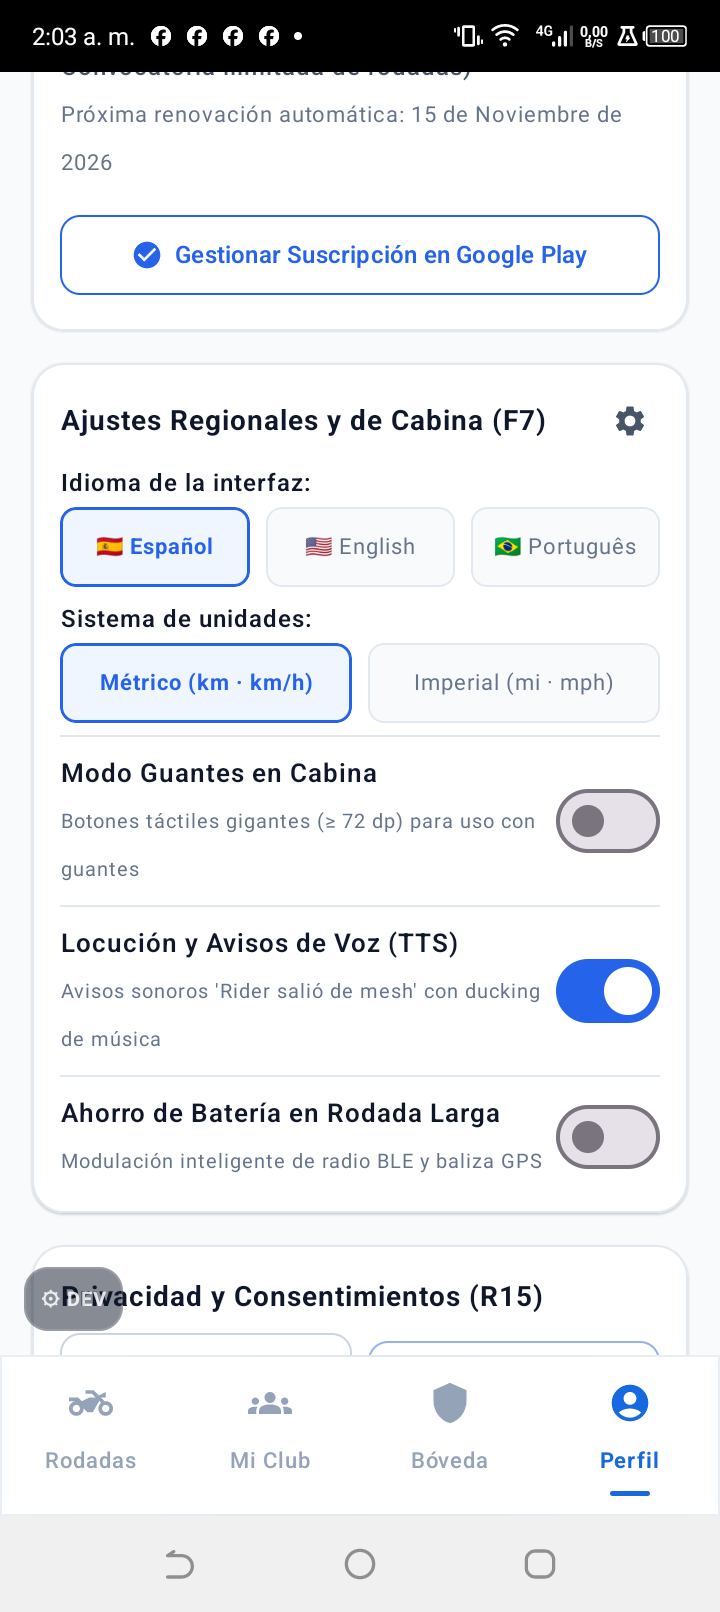 2:03 a. m.
4G
0,00
B/S
100
Convocatoria limitada de rodadas)
Próxima renovación automática: 15 de Noviembre de
2026
Gestionar Suscripción en Google Play
Ajustes Regionales y de Cabina (F7)
Idioma de la interfaz:
Español
English
Português
Sistema de unidades:
Métrico (km · km/h)
Imperial (mi · mph)
Modo Guantes en Cabina
Botones táctiles gigantes (≥ 72 dp) para uso con
guantes
Locución y Avisos de Voz (TTS)
Avisos sonoros 'Rider salió de mesh' con ducking
de música
Ahorro de Batería en Rodada Larga
Modulación inteligente de radio BLE y baliza GPS
DEV
Privacidad y Consentimientos (R15)
Rodadas
Mi Club
Bóveda
Perfil